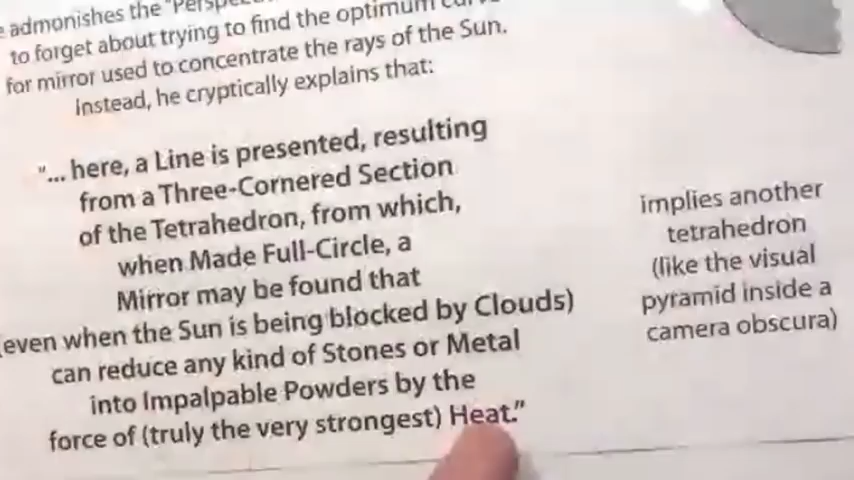 admonishes the "Perspe
to forget about trying to find the optimum
for mirror used to concentrate the rays of the Sun.
Instead, he cryptically explains that:
"... here, a Line is presented, resulting
from a Three-Cornered Section
of the Tetrahedron, from which,
when Made Full-Circle, a
Mirror may be found that
(even when the Sun is being blocked by Clouds)
can reduce any kind of Stones or Metal
into Impalpable Powders by the
force of (truly the very strongest) Heat."
implies another
tetrahedron
(like the visual
pyramid inside a
camera obscura)